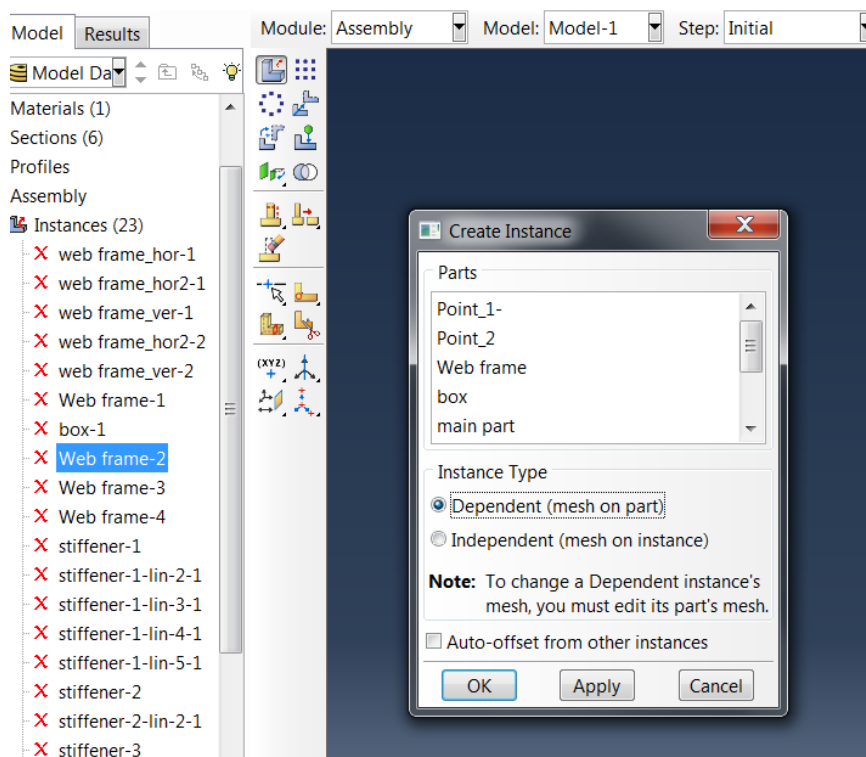 Model Results
Module: Assembly Model: Model-1 Step: Initial
Model Da
Materials (1)
Sections (6)
Profiles
Assembly
Instances (23)
web frame_hor-1
web frame_hor2-1
web frame_ver-1
web frame_hor2-2
web frame_ver-2
Web frame-1
box-1
Web frame-2
Web frame-3
Web frame-4
stiffener-1
stiffener-1-lin-2-1
stiffener-1-lin-3-1
stiffener-1-lin-4-1
stiffener-1-lin-5-1
stiffener-2
stiffener-2-lin-2-1
stiffener-3
(XYZ)
Create Instance
Parts
Point_1-
Point_2
Web frame
box
main part
Instance Type
Dependent (mesh on part)
Independent (mesh on instance)
Note: To change a Dependent instance's
mesh, you must edit its part's mesh.
Auto-offset from other instances
OK Apply Cancel